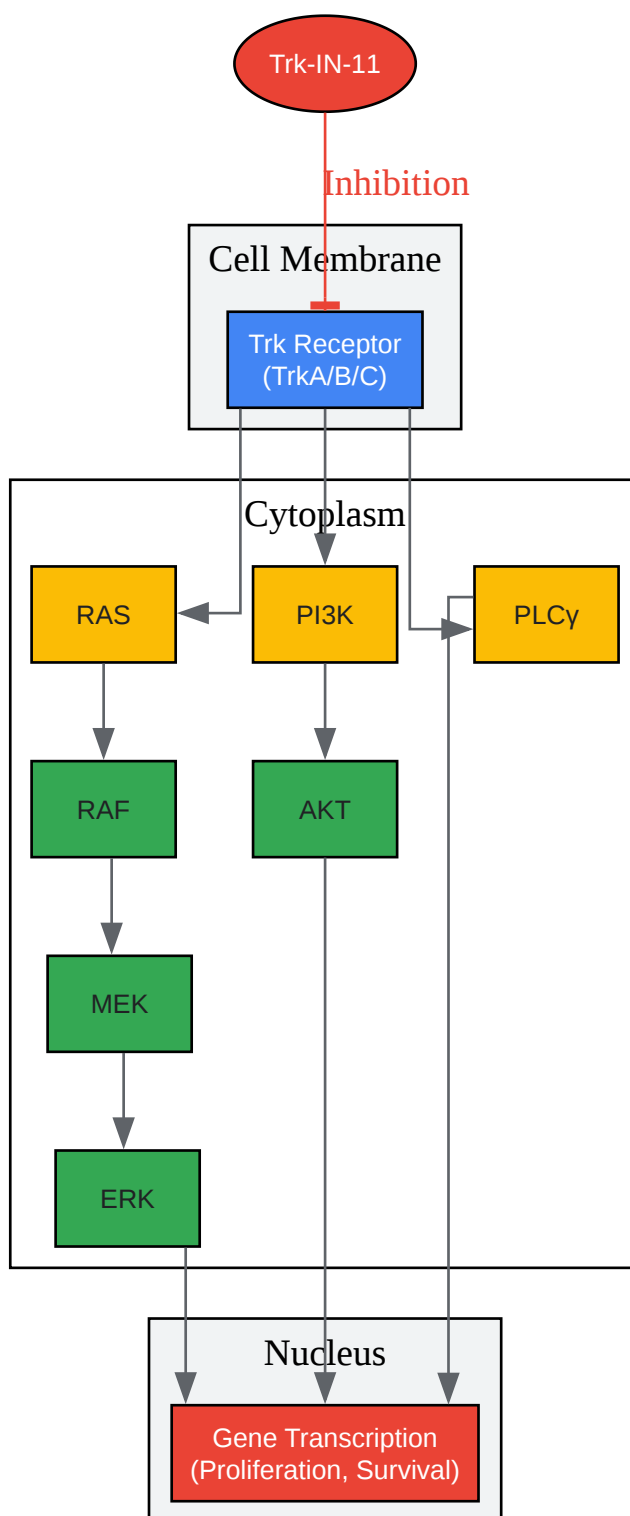 Trk-IN-11
Inhibition
Cell Membrane
Trk Receptor
(TrkA/B/C)
Cytoplasm
RAS
PI3K
PLCγ
RAF
AKT
MEK
ERK
Nucleus
Gene Transcription
(Proliferation, Survival)